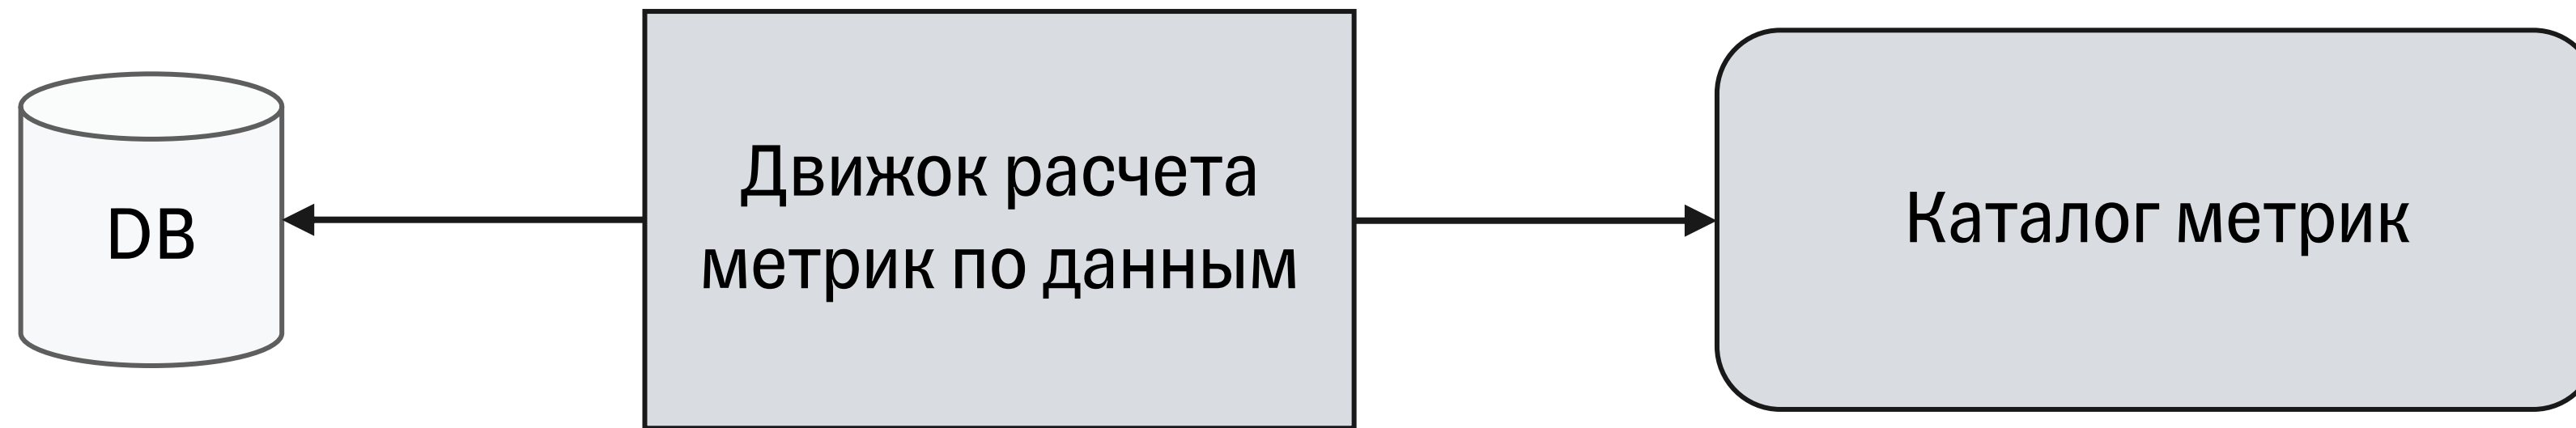 DB
Движок расчета
метрик по данным
Каталог метрик